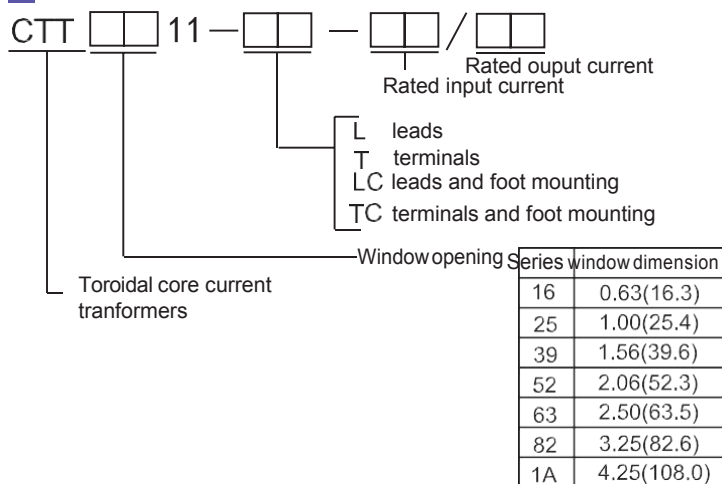 CTT 11 — — /
Rated ouput current
Rated input current
L leads
T terminals
LC leads and foot mounting
TC terminals and foot mounting
Window opening
Toroidal core current
tranformers
Series window dimension
16 0.63(16.3)
25 1.00(25.4)
39 1.56(39.6)
52 2.06(52.3)
63 2.50(63.5)
82 3.25(82.6)
1A 4.25(108.0)